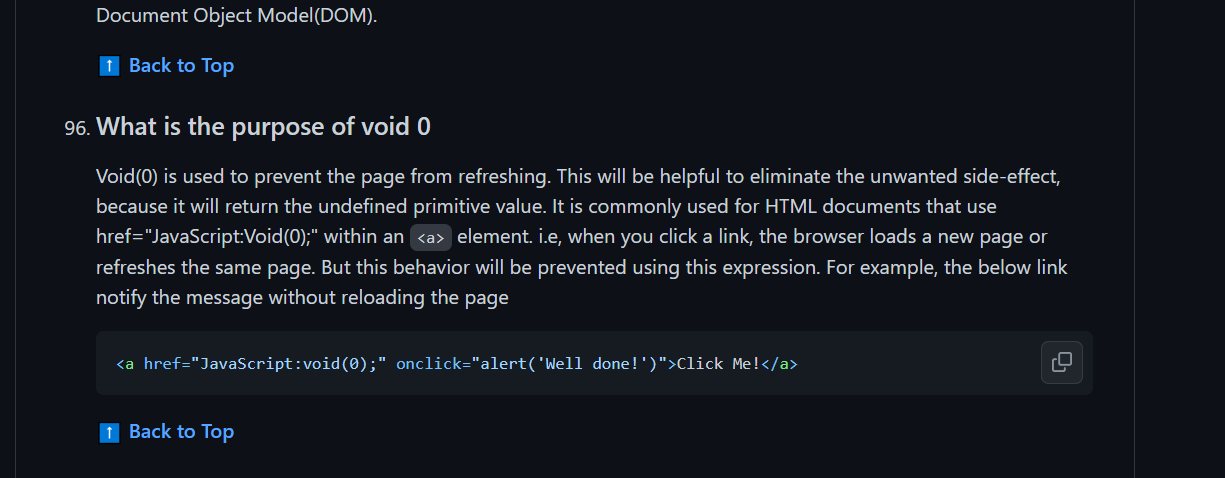 Document Object Model(DOM).
↑ Back to Top
96. What is the purpose of void 0
Void(0) is used to prevent the page from refreshing. This will be helpful to eliminate the unwanted side-effect,
because it will return the undefined primitive value. It is commonly used for HTML documents that use
href="JavaScript:Void(0);" within an <a> element. i.e, when you click a link, the browser loads a new page or
refreshes the same page. But this behavior will be prevented using this expression. For example, the below link
notify the message without reloading the page
<a href="JavaScript:void(0);" onclick="alert('Well done!')">Click Me!</a>
↑ Back to Top